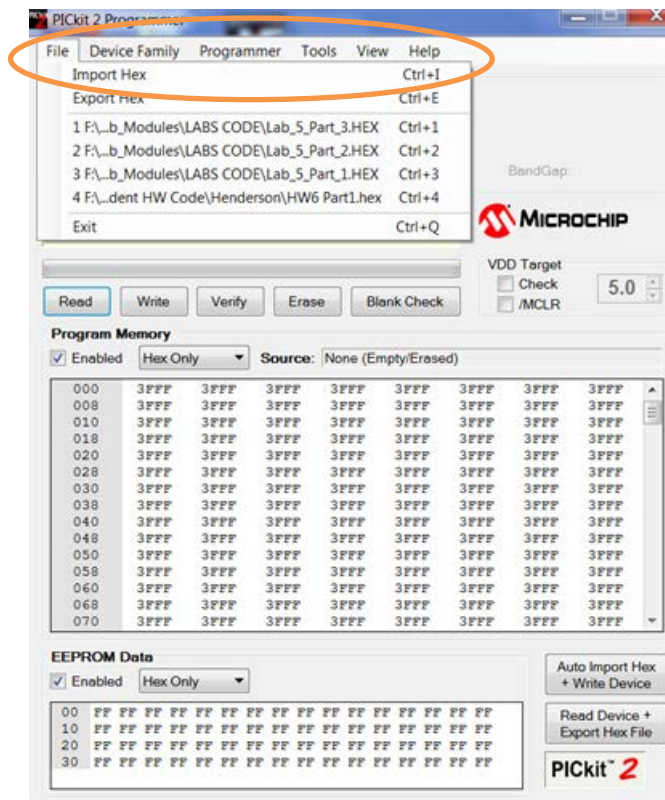 PICkit 2 Programmer
File Device Family Programmer Tools View Help
Import Hex Ctrl+I
Export Hex Ctrl+E
1 F:\...b_Modules\LABS CODE\Lab_5_Part_3.HEX Ctrl+1
2 F:\...b_Modules\LABS CODE\Lab_5_Part_2.HEX Ctrl+2
3 F:\...b_Modules\LABS CODE\Lab_5_Part_1.HEX Ctrl+3
4 F:\...dent HW Code\Henderson\HW6 Part1.hex Ctrl+4
Exit Ctrl+Q
BandGap:
MICROCHIP
VDD Target
Check
/MCLR
5.0
Read Write Verify Erase Blank Check
Program Memory
Enabled Hex Only Source: None (Empty/Erased)
000 3FFF 3FFF 3FFF 3FFF 3FFF 3FFF 3FFF 3FFF
008 3FFF 3FFF 3FFF 3FFF 3FFF 3FFF 3FFF 3FFF
010 3FFF 3FFF 3FFF 3FFF 3FFF 3FFF 3FFF 3FFF
018 3FFF 3FFF 3FFF 3FFF 3FFF 3FFF 3FFF 3FFF
020 3FFF 3FFF 3FFF 3FFF 3FFF 3FFF 3FFF 3FFF
028 3FFF 3FFF 3FFF 3FFF 3FFF 3FFF 3FFF 3FFF
030 3FFF 3FFF 3FFF 3FFF 3FFF 3FFF 3FFF 3FFF
038 3FFF 3FFF 3FFF 3FFF 3FFF 3FFF 3FFF 3FFF
040 3FFF 3FFF 3FFF 3FFF 3FFF 3FFF 3FFF 3FFF
048 3FFF 3FFF 3FFF 3FFF 3FFF 3FFF 3FFF 3FFF
050 3FFF 3FFF 3FFF 3FFF 3FFF 3FFF 3FFF 3FFF
058 3FFF 3FFF 3FFF 3FFF 3FFF 3FFF 3FFF 3FFF
060 3FFF 3FFF 3FFF 3FFF 3FFF 3FFF 3FFF 3FFF
068 3FFF 3FFF 3FFF 3FFF 3FFF 3FFF 3FFF 3FFF
070 3FFF 3FFF 3FFF 3FFF 3FFF 3FFF 3FFF 3FFF
EEPROM Data
Enabled Hex Only
00 FF FF FF FF FF FF FF FF FF FF FF FF FF FF FF FF
10 FF FF FF FF FF FF FF FF FF FF FF FF FF FF FF FF
20 FF FF FF FF FF FF FF FF FF FF FF FF FF FF FF FF
30 FF FF FF FF FF FF FF FF FF FF FF FF FF FF FF FF
Auto Import Hex
+ Write Device
Read Device +
Export Hex File
PICkit™ 2